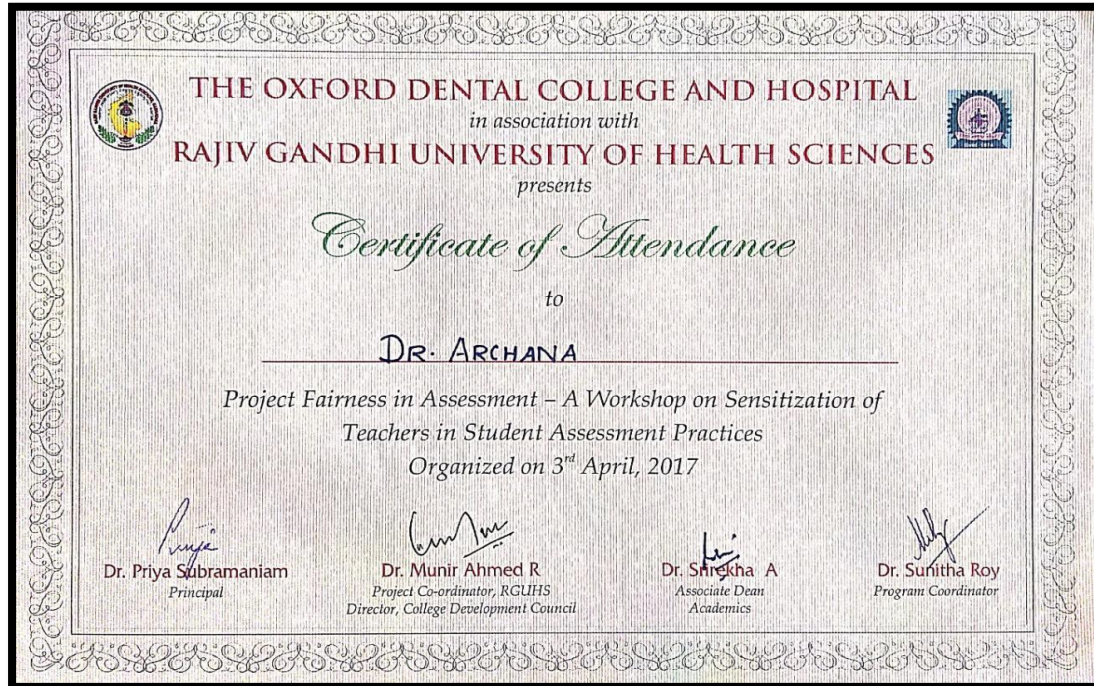 THE OXFORD DENTAL COLLEGE AND HOSPITAL
in association with
RAJIV GANDHI UNIVERSITY OF HEALTH SCIENCES
presents
Certificate of Attendance
to
DR. ARCHANA
Project Fairness in Assessment – A Workshop on Sensitization of
Teachers in Student Assessment Practices
Organized on 3rd April, 2017
Dr. Priya Subramaniam
Principal
Dr. Munir Ahmed R
Project Co-ordinator, RGUHS
Director, College Development Council
Dr. Shrekha A
Associate Dean
Academics
Dr. Sunitha Roy
Program Coordinator